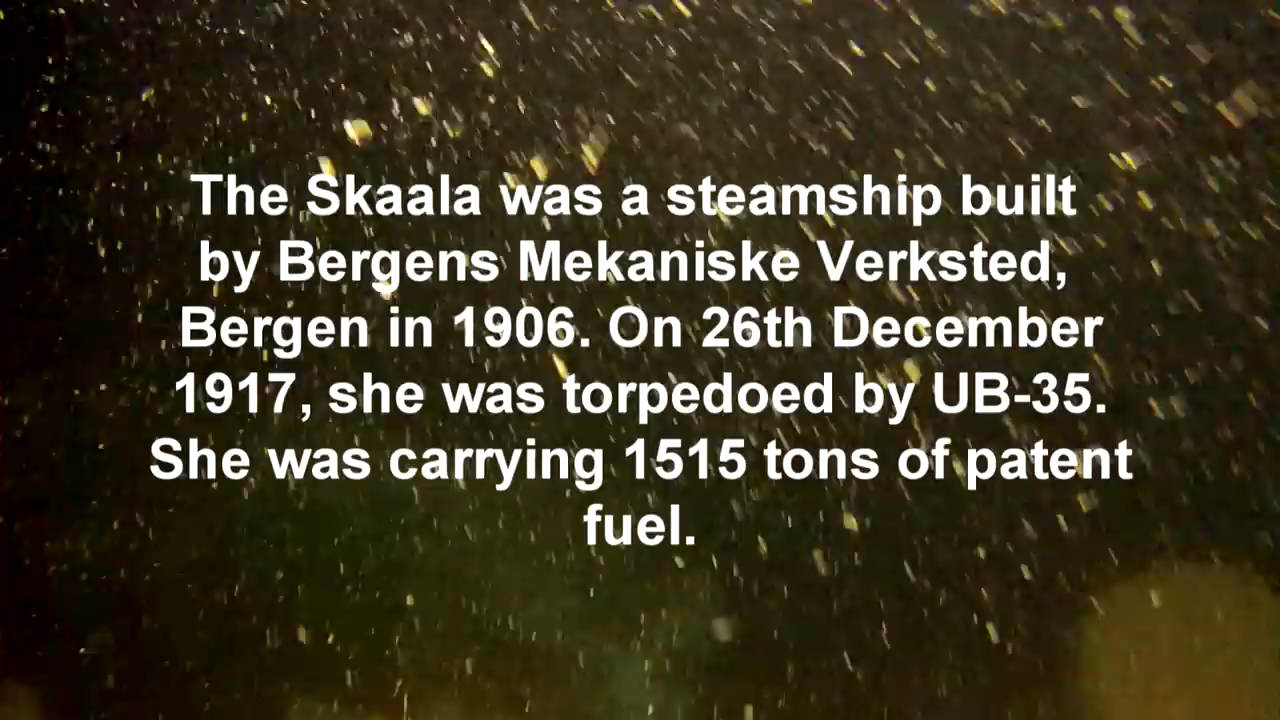 The Skaala was a steamship built
by Bergens Mekaniske Verksted,
Bergen in 1906. On 26th December
1917, she was torpedoed by UB-35.
She was carrying 1515 tons of patent
fuel.